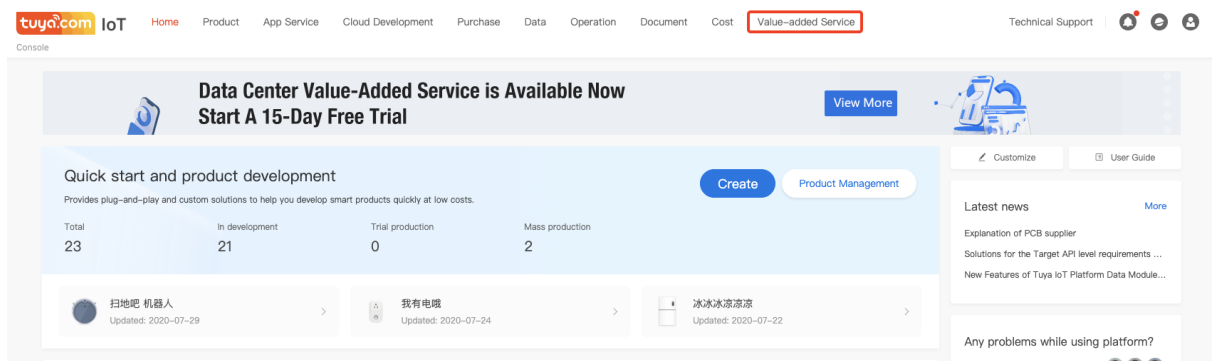 tuya.com IoT Home Product App Service Cloud Development Purchase Data Operation Document Cost Value-added Service Technical Support
Console
Data Center Value-Added Service is Available Now
Start A 15-Day Free Trial
View More
Quick start and product development
Provides plug-and-play and custom solutions to help you develop smart products quickly at low costs.
Create
Product Management
Total In development Trial production Mass production
23 21 0 2
扫地吧 机器人
Updated: 2020-07-29
我有电哦
Updated: 2020-07-24
冰冰冰凉凉凉
Updated: 2020-07-22
Customize
User Guide
Latest news More
Explanation of PCB supplier
Solutions for the Target API level requirements ...
New Features of Tuya IoT Platform Data Module...
Any problems while using platform?